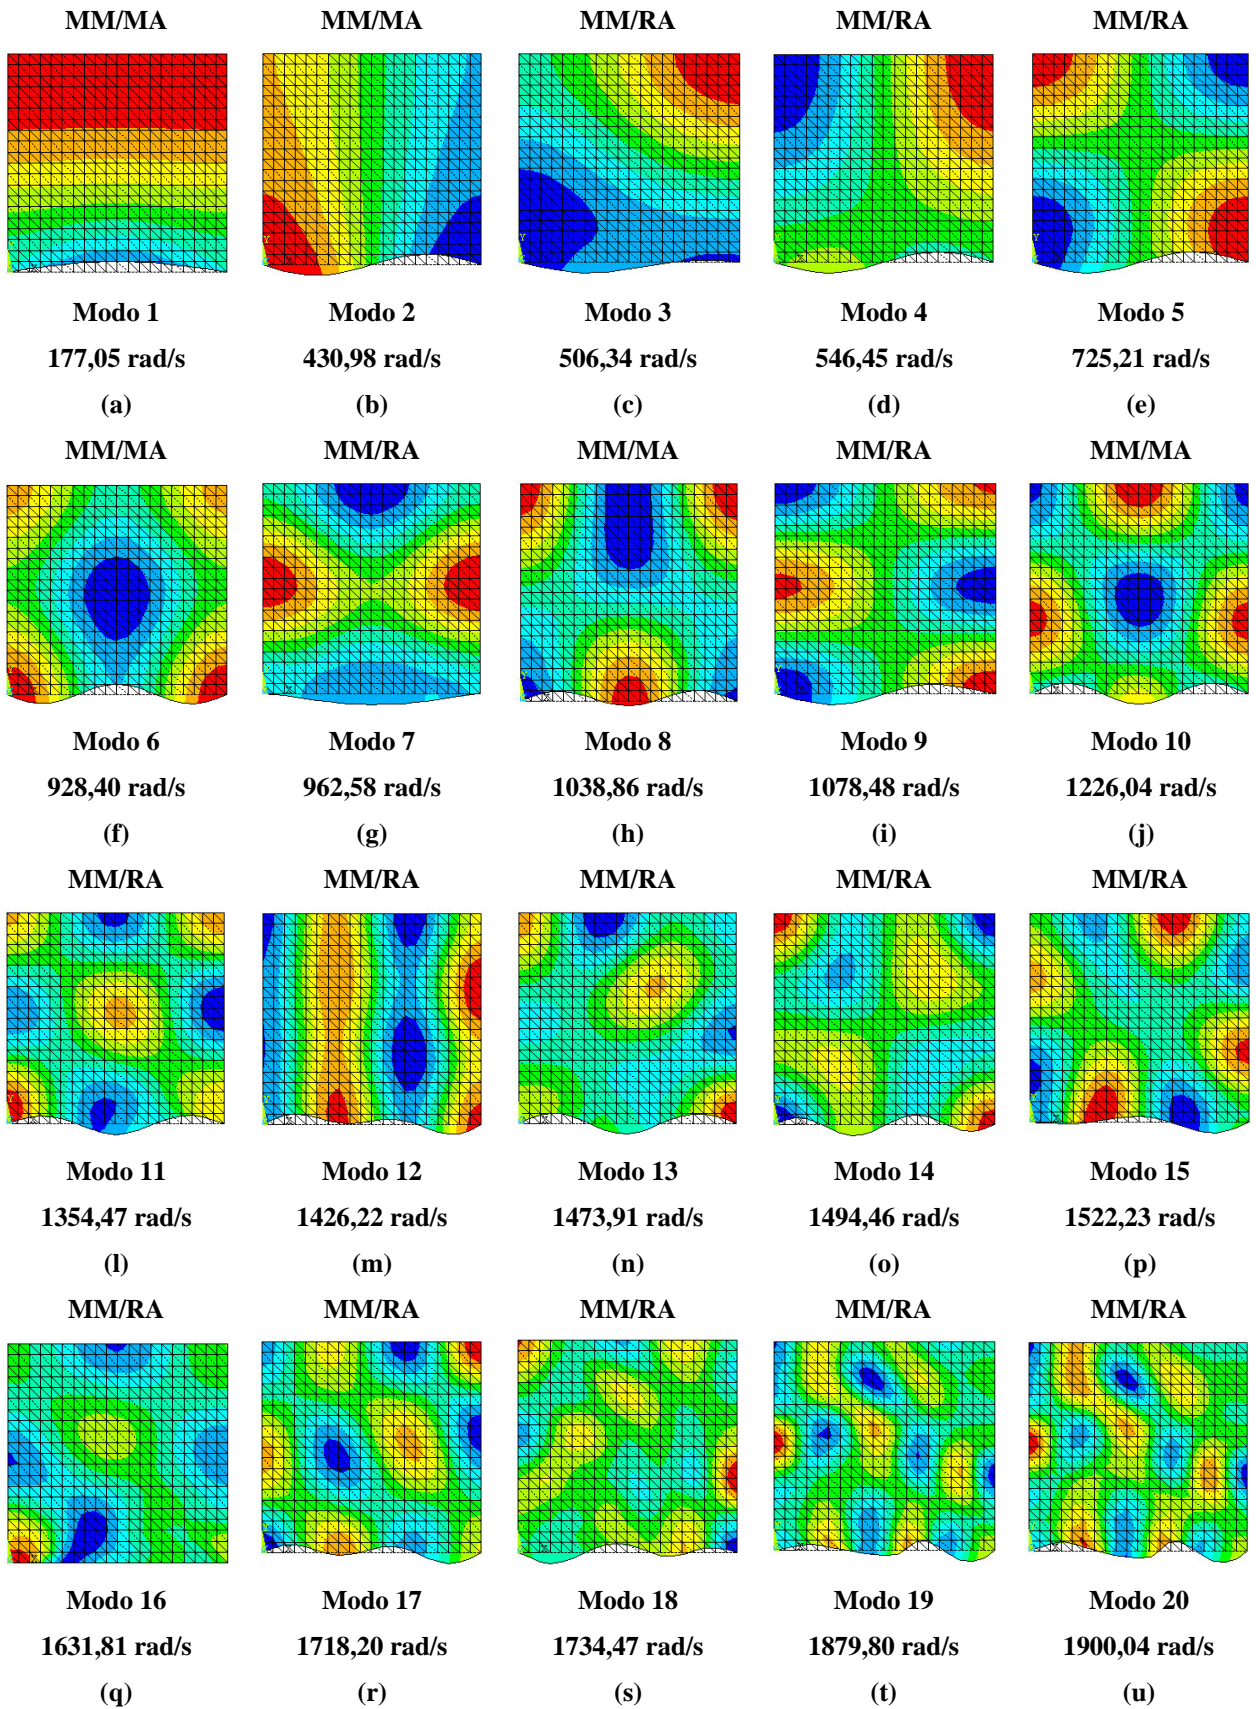 MM/MA MM/MA MM/RA MM/RA MM/RA
Modo 1 Modo 2 Modo 3 Modo 4 Modo 5
177,05 rad/s 430,98 rad/s 506,34 rad/s 546,45 rad/s 725,21 rad/s
(a) (b) (c) (d) (e)
MM/MA MM/RA MM/MA MM/RA MM/MA
Modo 6 Modo 7 Modo 8 Modo 9 Modo 10
928,40 rad/s 962,58 rad/s 1038,86 rad/s 1078,48 rad/s 1226,04 rad/s
(f) (g) (h) (i) (j)
MM/RA MM/RA MM/RA MM/RA MM/RA
Modo 11 Modo 12 Modo 13 Modo 14 Modo 15
1354,47 rad/s 1426,22 rad/s 1473,91 rad/s 1494,46 rad/s 1522,23 rad/s
(l) (m) (n) (o) (p)
MM/RA MM/RA MM/RA MM/RA MM/RA
Modo 16 Modo 17 Modo 18 Modo 19 Modo 20
1631,81 rad/s 1718,20 rad/s 1734,47 rad/s 1879,80 rad/s 1900,04 rad/s
(q) (r) (s) (t) (u)